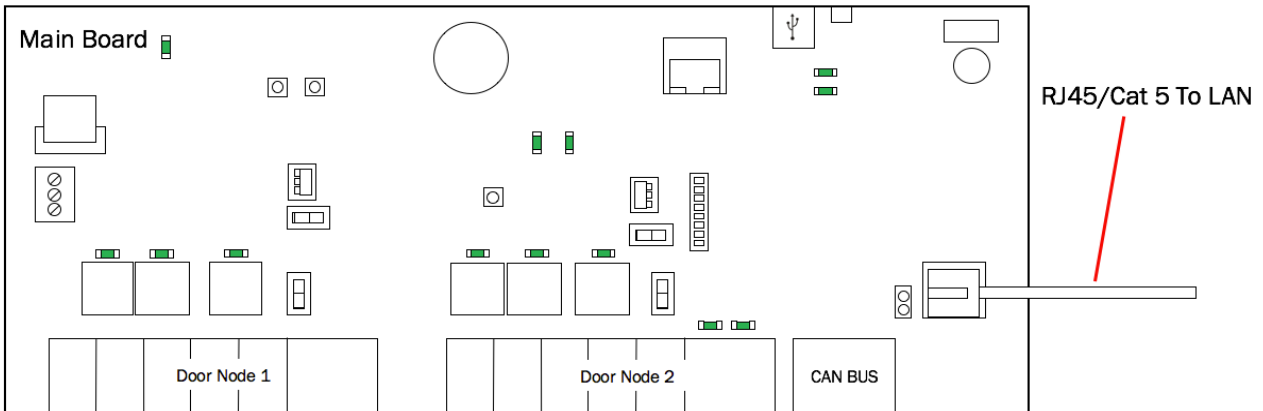 Main Board
RJ45/Cat 5 To LAN
Door Node 1
Door Node 2
CAN BUS